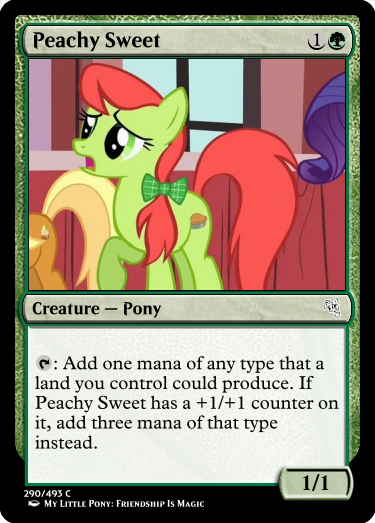 Peachy Sweet 1
Creature — Pony
: Add one mana of any type that a
land you control could produce. If
Peachy Sweet has a +1/+1 counter on
it, add three mana of that type
instead.
1/1
290/493 C
My Little Pony: Friendship Is Magic